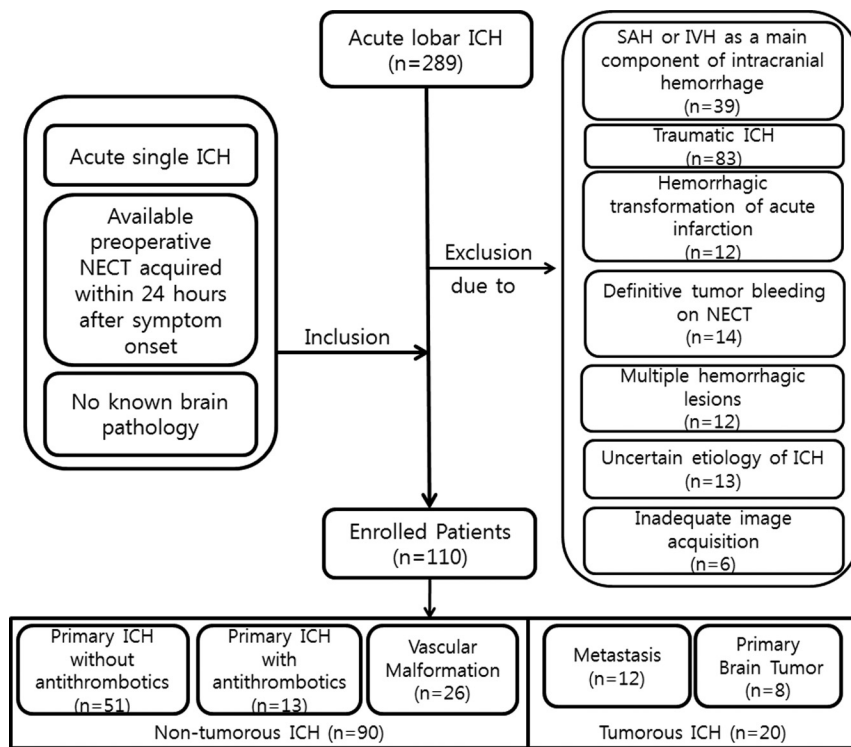 Acute lobar ICH
(n=289)
SAH or IVH as a main
component of intracranial
hemorrhage
(n=39)
Traumatic ICH
(n=83)
Hemorrhagic
transformation of acute
infarction
(n=12)
Definitive tumor bleeding
on NECT
(n=14)
Multiple hemorrhagic
lesions
(n=12)
Uncertain etiology of ICH
(n=13)
Inadequate image
acquisition
(n=6)
Exclusion
due to
Acute single ICH
Available
preoperative
NECT acquired
within 24 hours
after symptom
onset
No known brain
pathology
Inclusion
Enrolled Patients
(n=110)
Primary ICH
without
antithrombotics
(n=51)
Primary ICH
with
antithrombotics
(n=13)
Vascular
Malformation
(n=26)
Non-tumorous ICH (n=90)
Metastasis
(n=12)
Primary
Brain Tumor
(n=8)
Tumorous ICH (n=20)